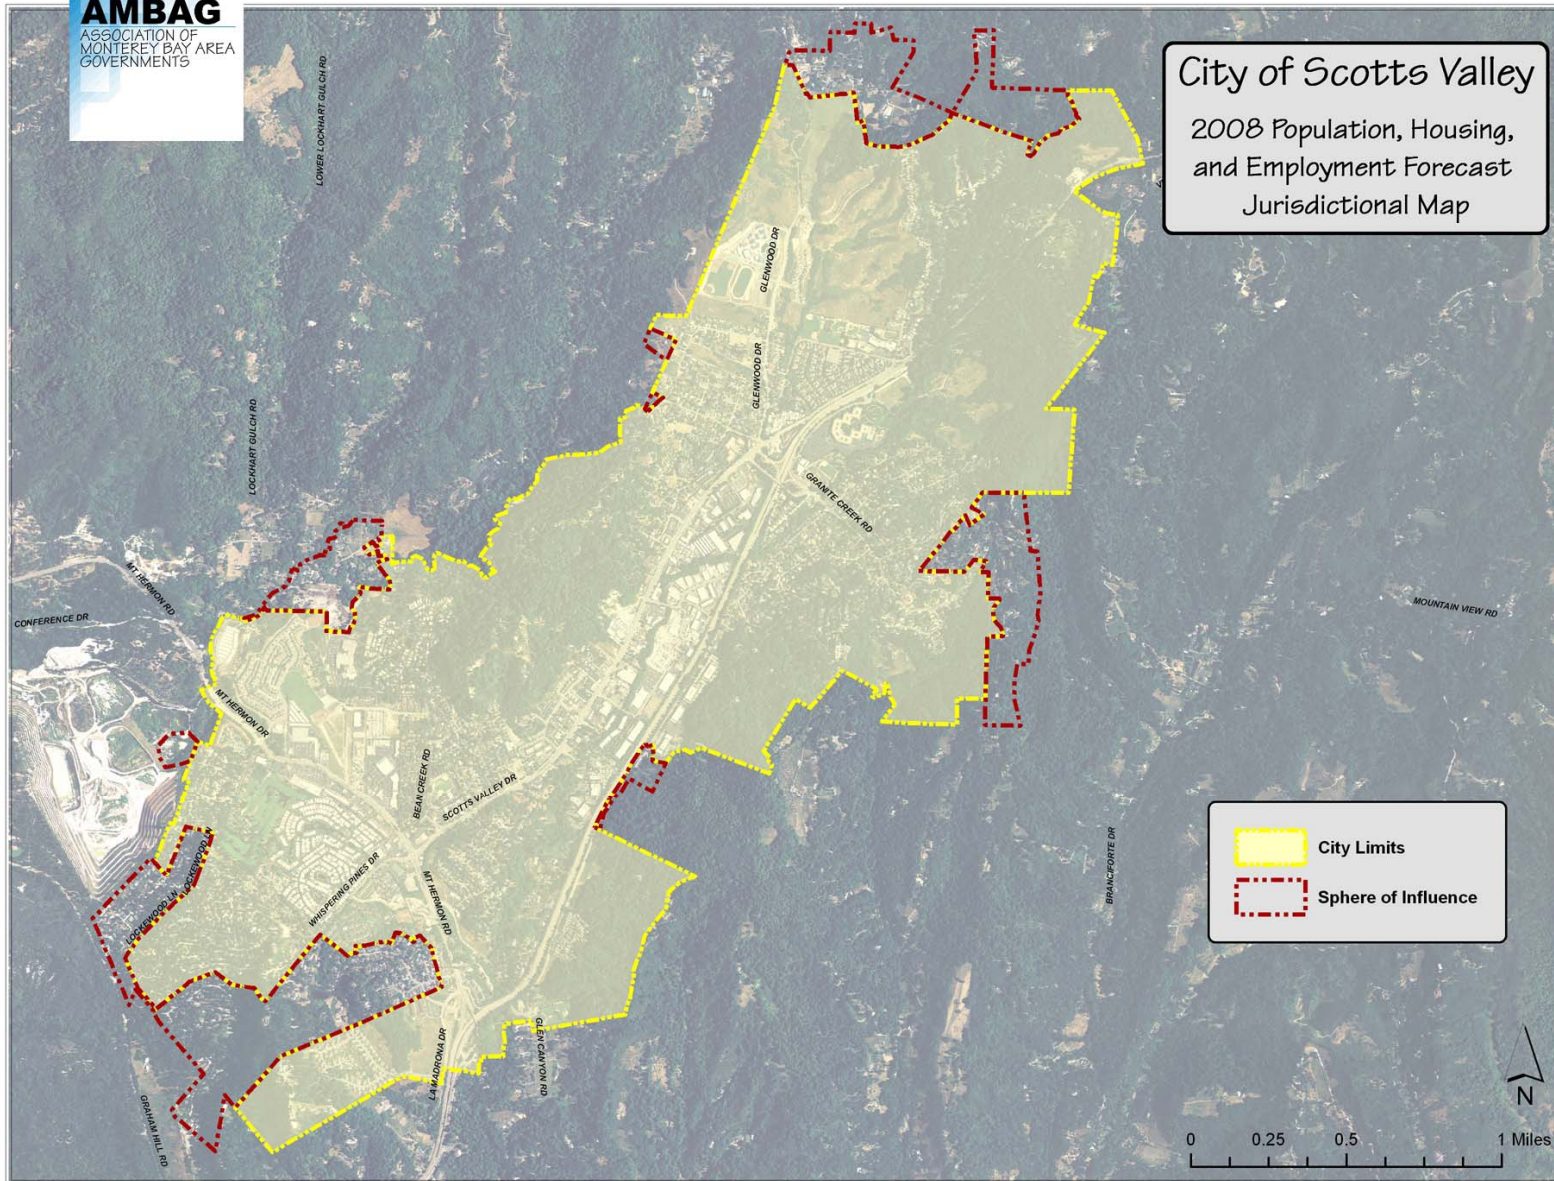 AMBAG
ASSOCIATION OF
MONTEREY BAY AREA
GOVERNMENTS
City of Scotts Valley
2008 Population, Housing,
and Employment Forecast
Jurisdictional Map
LOWER LOCKHART GULCH RD
GLENWOOD DR
GLENWOOD DR
LOCKHART GULCH RD
GRANITE CREEK RD
MT HERMON RD
CONFERENCE DR
MOUNTAIN VIEW RD
MT HERMON DR
BEAN CREEK RD
SCOTTS VALLEY DR
WHISPERING PINES DR
MT HERMON RD
LOCKEWOOD LN
LOCKEWOOD LN
BRANCIFORTE DR
City Limits
Sphere of Influence
LA MADRONA DR
GLEN CANYON RD
GRAHAM HILL RD
N
0 0.25 0.5 1 Miles